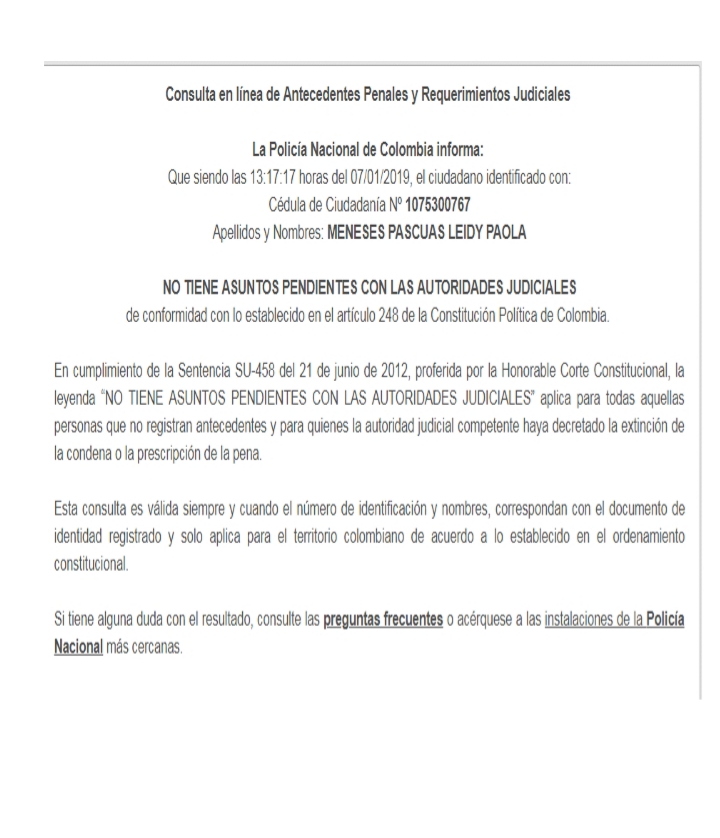 Consulta en línea de Antecedentes Penales y Requerimientos Judiciales
La Policía Nacional de Colombia informa:
Que siendo las 13:17:17 horas del 07/01/2019, el ciudadano identificado con:
Cédula de Ciudadanía Nº 1075300767
Apellidos y Nombres: MENESES PASCUAS LEIDY PAOLA
NO TIENE ASUNTOS PENDIENTES CON LAS AUTORIDADES JUDICIALES
de conformidad con lo establecido en el artículo 248 de la Constitución Política de Colombia.
En cumplimiento de la Sentencia SU-458 del 21 de junio de 2012, proferida por la Honorable Corte Constitucional, la
leyenda “NO TIENE ASUNTOS PENDIENTES CON LAS AUTORIDADES JUDICIALES” aplica para todas aquellas
personas que no registran antecedentes y para quienes la autoridad judicial competente haya decretado la extinción de
la condena o la prescripción de la pena.
Esta consulta es válida siempre y cuando el número de identificación y nombres, correspondan con el documento de
identidad registrado y solo aplica para el territorio colombiano de acuerdo a lo establecido en el ordenamiento
constitucional.
Si tiene alguna duda con el resultado, consulte las preguntas frecuentes o acérquese a las instalaciones de la Policía
Nacional más cercanas.